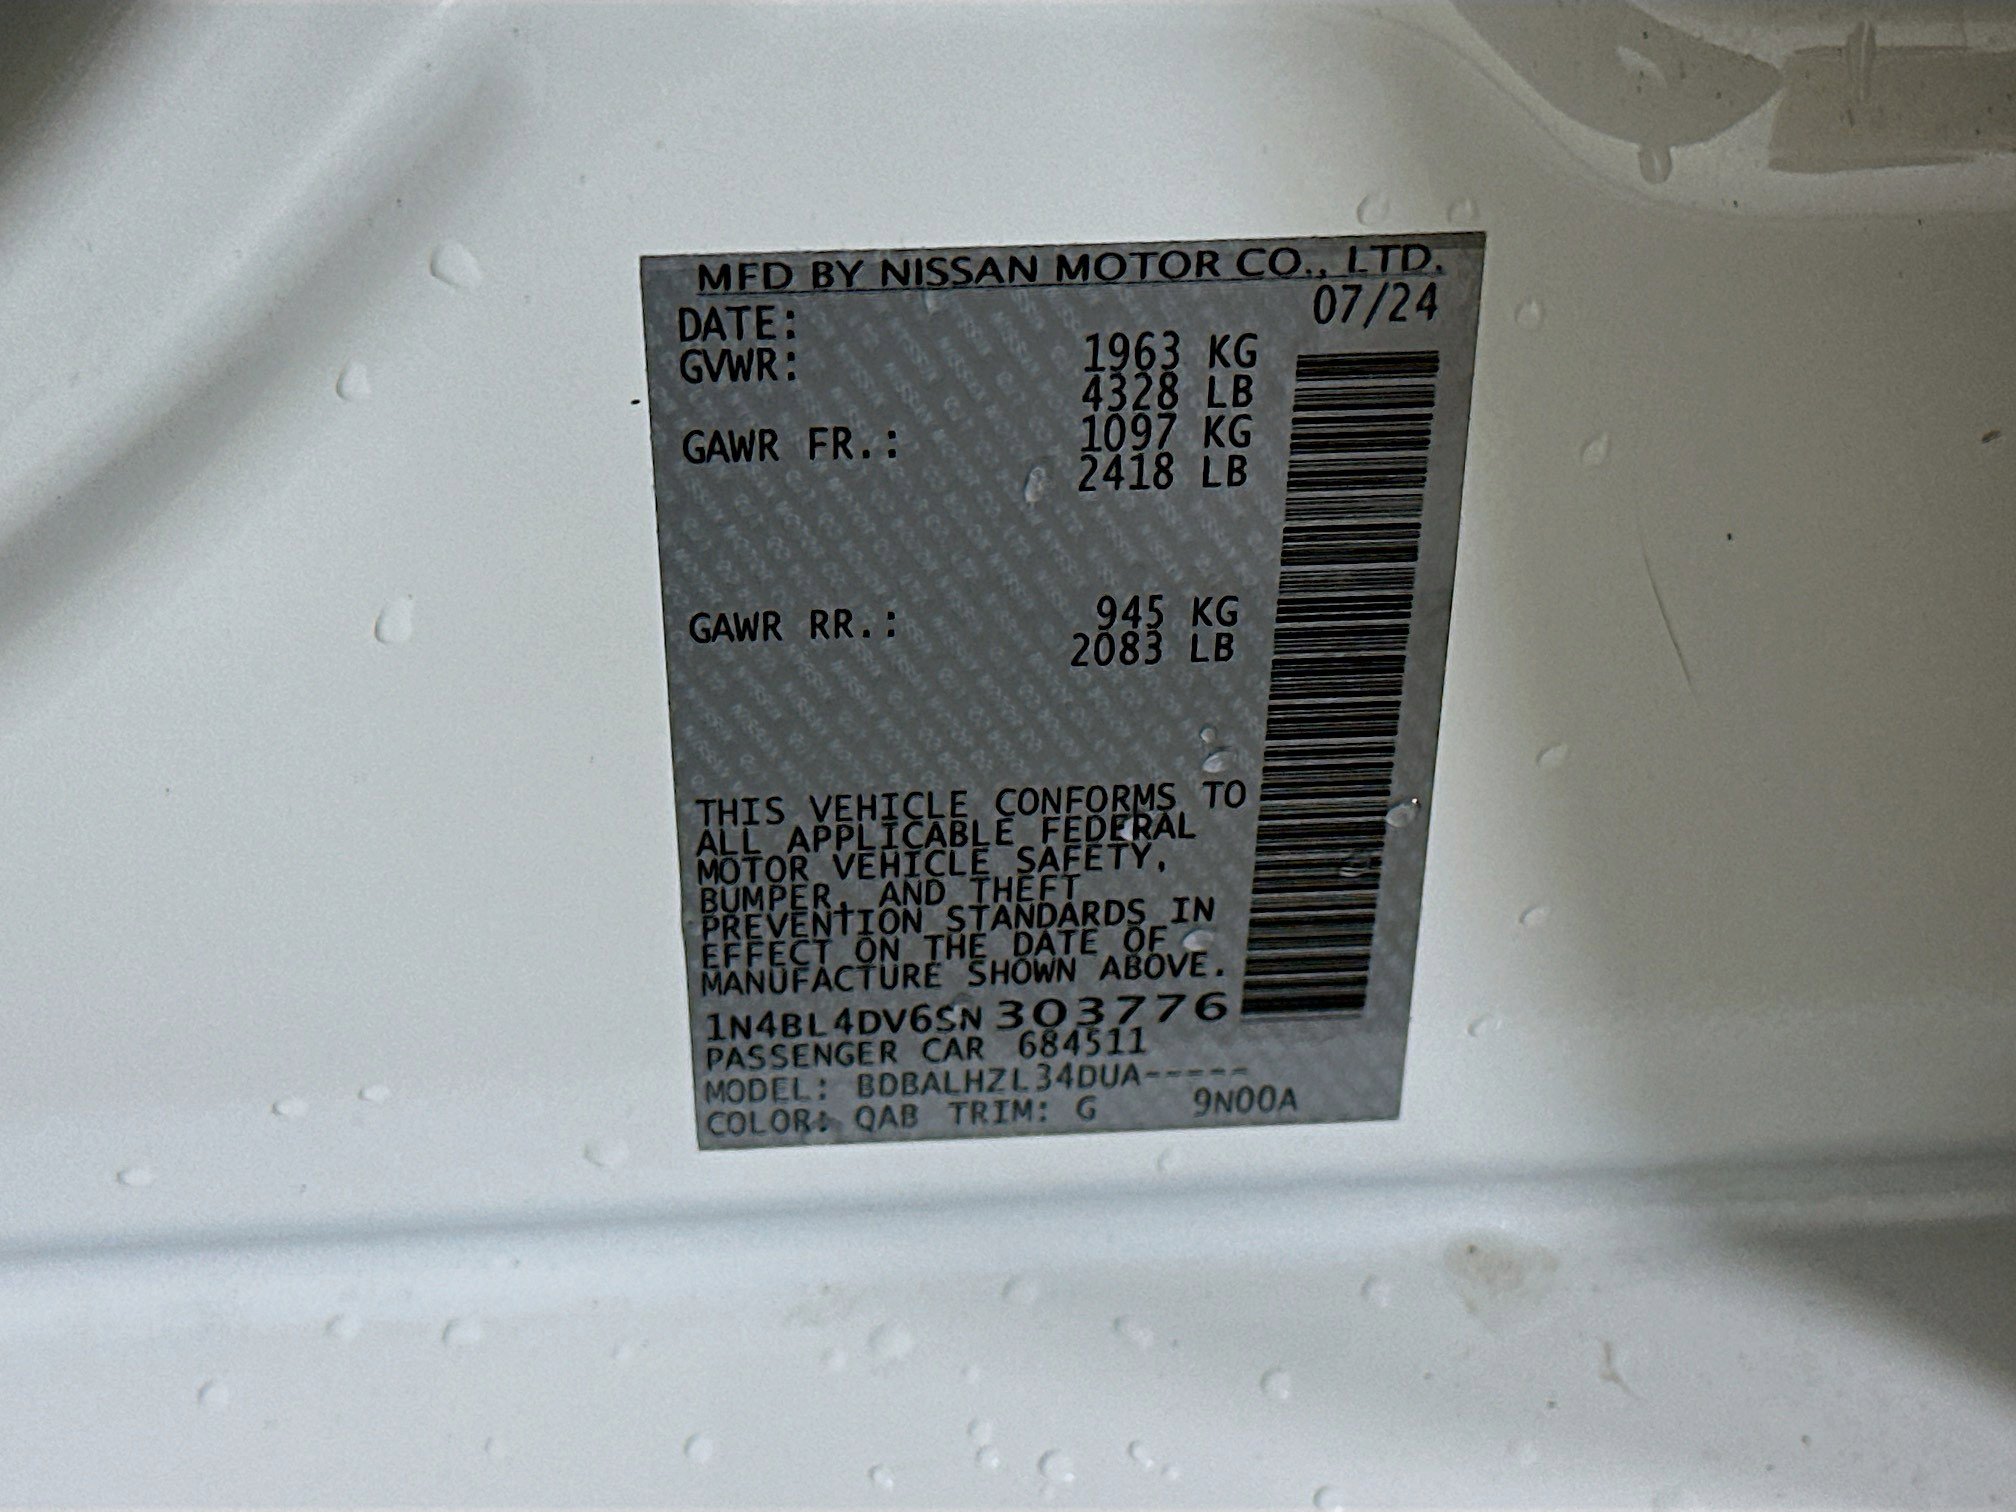 MFD BY NISSAN MOTOR CO., LTD.
DATE: 07/24
GVWR: 1963 KG
4328 LB
GAWR FR.: 1097 KG
2418 LB
GAWR RR.: 945 KG
2083 LB
THIS VEHICLE CONFORMS TO
ALL APPLICABLE FEDERAL
MOTOR VEHICLE SAFETY,
BUMPER, AND THEFT
PREVENTION STANDARDS IN
EFFECT ON THE DATE OF
MANUFACTURE SHOWN ABOVE.
1N4BL4DV6SN303776
PASSENGER CAR 684511
MODEL: BDBALHZL34DUA-----
COLOR: QAB TRIM: G 9N00A